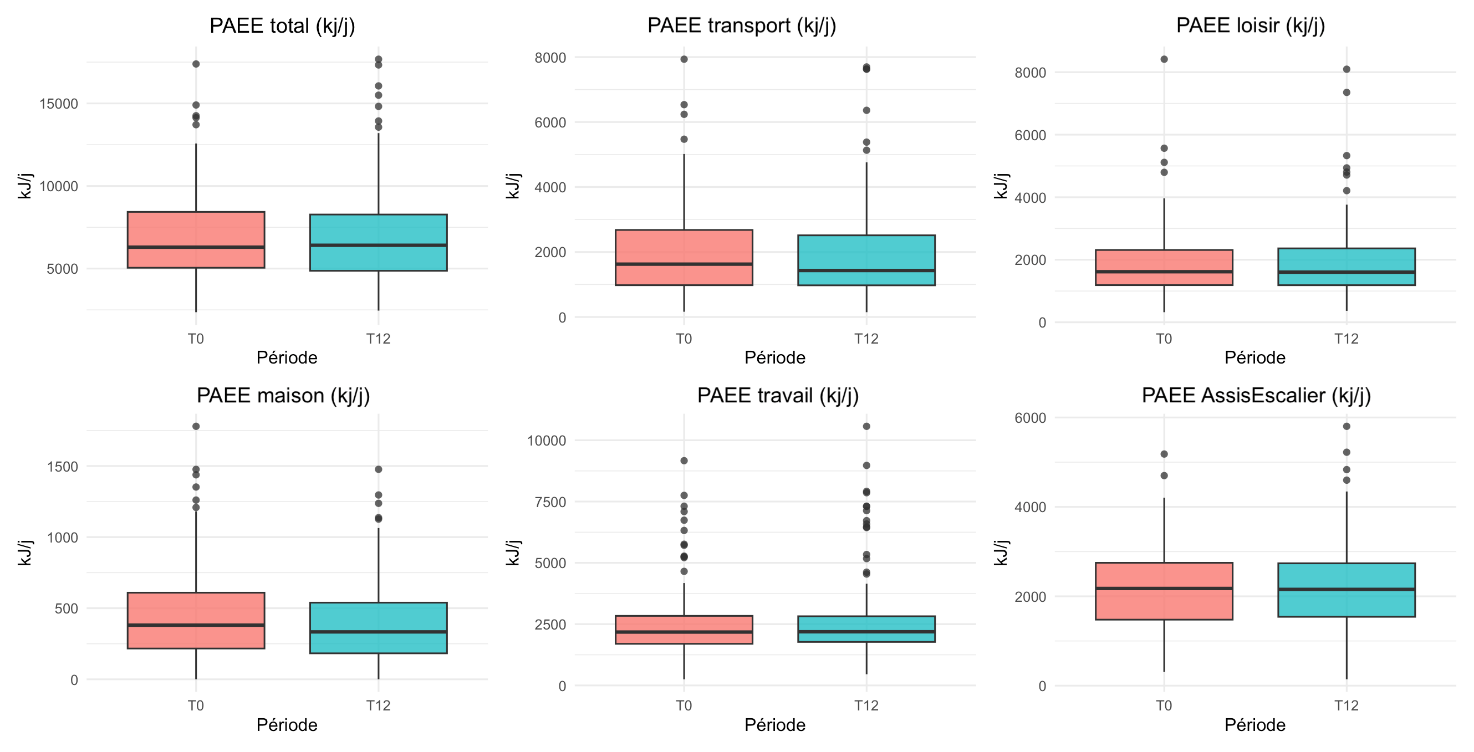 PAEE total (kj/j)
kJ/j
15000
10000
5000
T0
T12
Période
PAEE transport (kj/j)
kJ/j
8000
6000
4000
2000
0
T0
T12
Période
PAEE loisir (kj/j)
kJ/j
8000
6000
4000
2000
0
T0
T12
Période
PAEE maison (kj/j)
kJ/j
1500
1000
500
0
T0
T12
Période
PAEE travail (kj/j)
kJ/j
10000
7500
5000
2500
0
T0
T12
Période
PAEE AssisEscalier (kj/j)
kJ/j
6000
4000
2000
0
T0
T12
Période